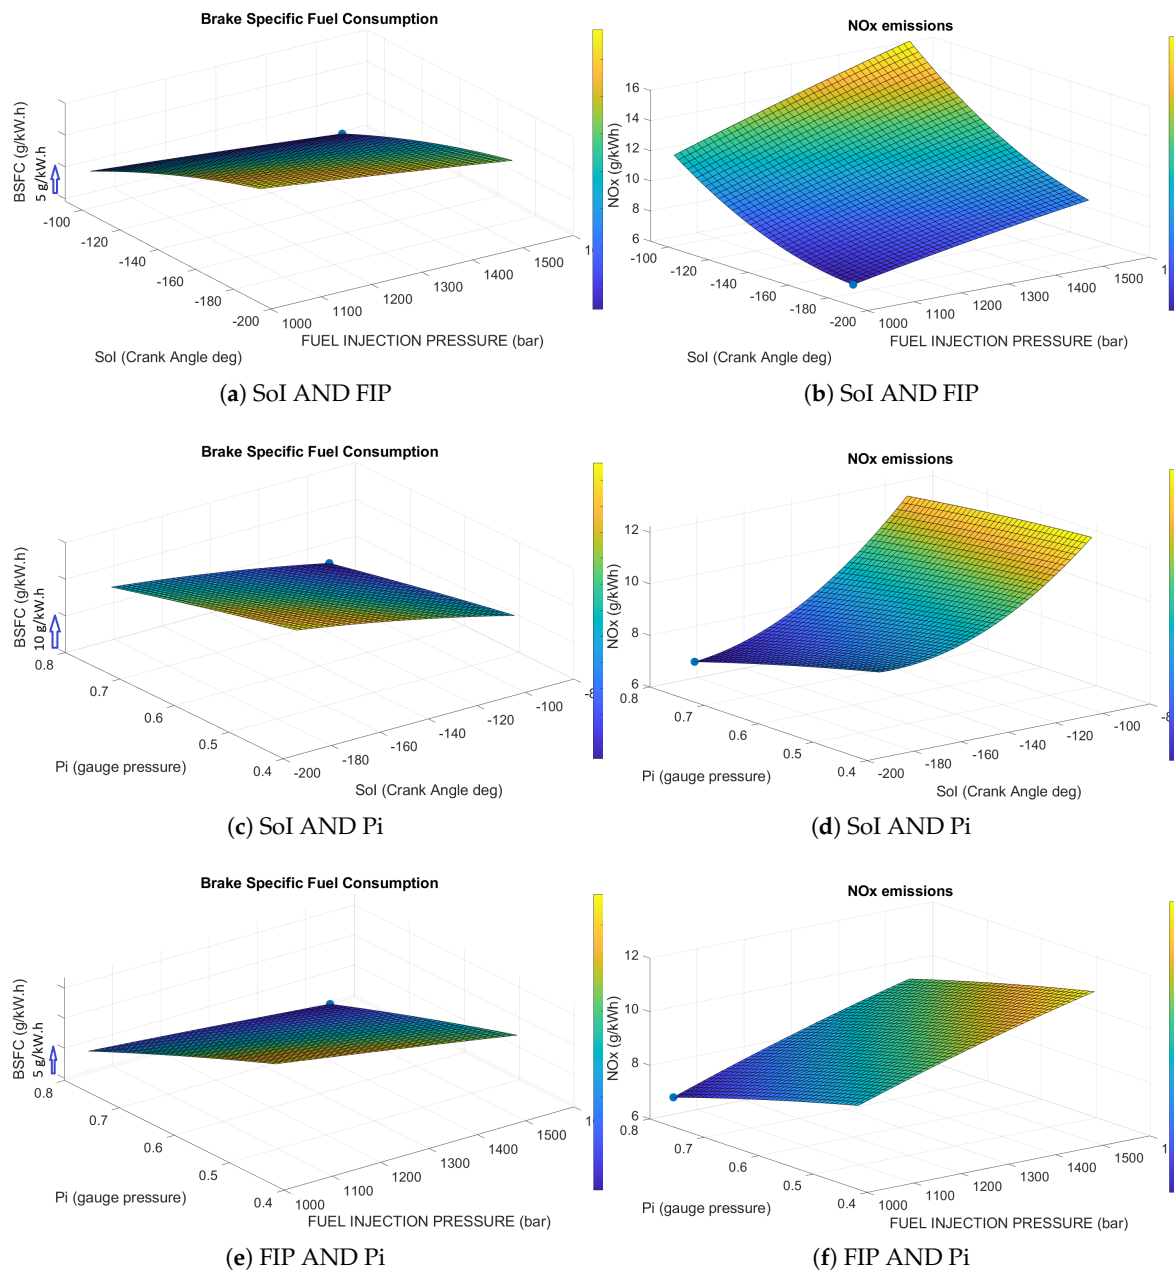 Brake Specific Fuel Consumption
BSFC (g/kW.h)
5 g/kW.h
-100
-120
-140
-160
-180
-200
1000
1100
1200
1300
1400
1500
SoI (Crank Angle deg)
FUEL INJECTION PRESSURE (bar)
(a) SoI AND FIP
NOx emissions
NOx (g/kWh)
16
14
12
10
8
6
-100
-120
-140
-160
-180
-200
1000
1100
1200
1300
1400
1500
SoI (Crank Angle deg)
FUEL INJECTION PRESSURE (bar)
(b) SoI AND FIP
Brake Specific Fuel Consumption
BSFC (g/kW.h)
10 g/kW.h
0.8
0.7
0.6
0.5
0.4
-200
-180
-160
-140
-120
-100
Pi (gauge pressure)
SoI (Crank Angle deg)
(c) SoI AND Pi
NOx emissions
NOx (g/kWh)
12
10
8
6
0.8
0.7
0.6
0.5
0.4
-200
-180
-160
-140
-120
-100
Pi (gauge pressure)
SoI (Crank Angle deg)
(d) SoI AND Pi
Brake Specific Fuel Consumption
BSFC (g/kW.h)
5 g/kW.h
0.8
0.7
0.6
0.5
0.4
1000
1100
1200
1300
1400
1500
Pi (gauge pressure)
FUEL INJECTION PRESSURE (bar)
(e) FIP AND Pi
NOx emissions
NOx (g/kWh)
12
10
8
6
0.8
0.7
0.6
0.5
0.4
1000
1100
1200
1300
1400
1500
Pi (gauge pressure)
FUEL INJECTION PRESSURE (bar)
(f) FIP AND Pi